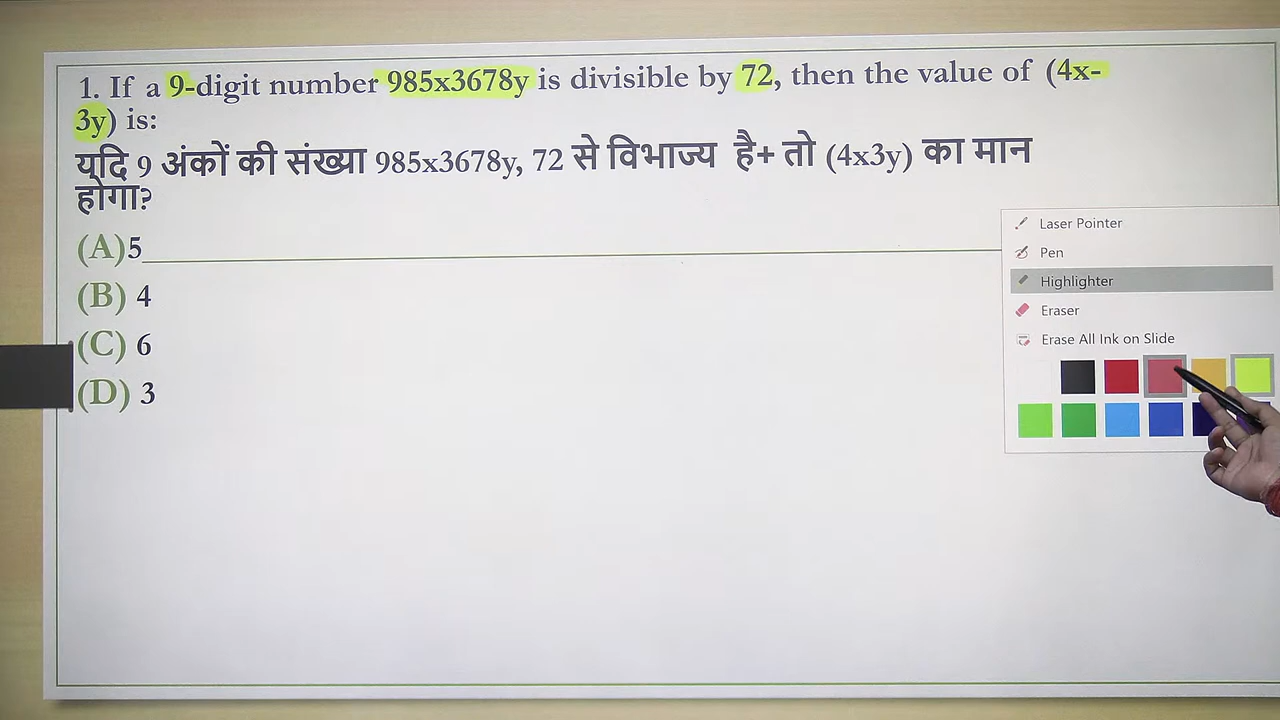 1. If a 9-digit number 985x3678y is divisible by 72, then the value of (4x-
3y) is:
यदि 9 अंकों की संख्या 985x3678y, 72 से विभाज्य है+ तो (4x3y) का मान
होगा?
(A)5
(B) 4
(C) 6
(D) 3
Laser Pointer
Pen
Highlighter
Eraser
Erase All Ink on Slide